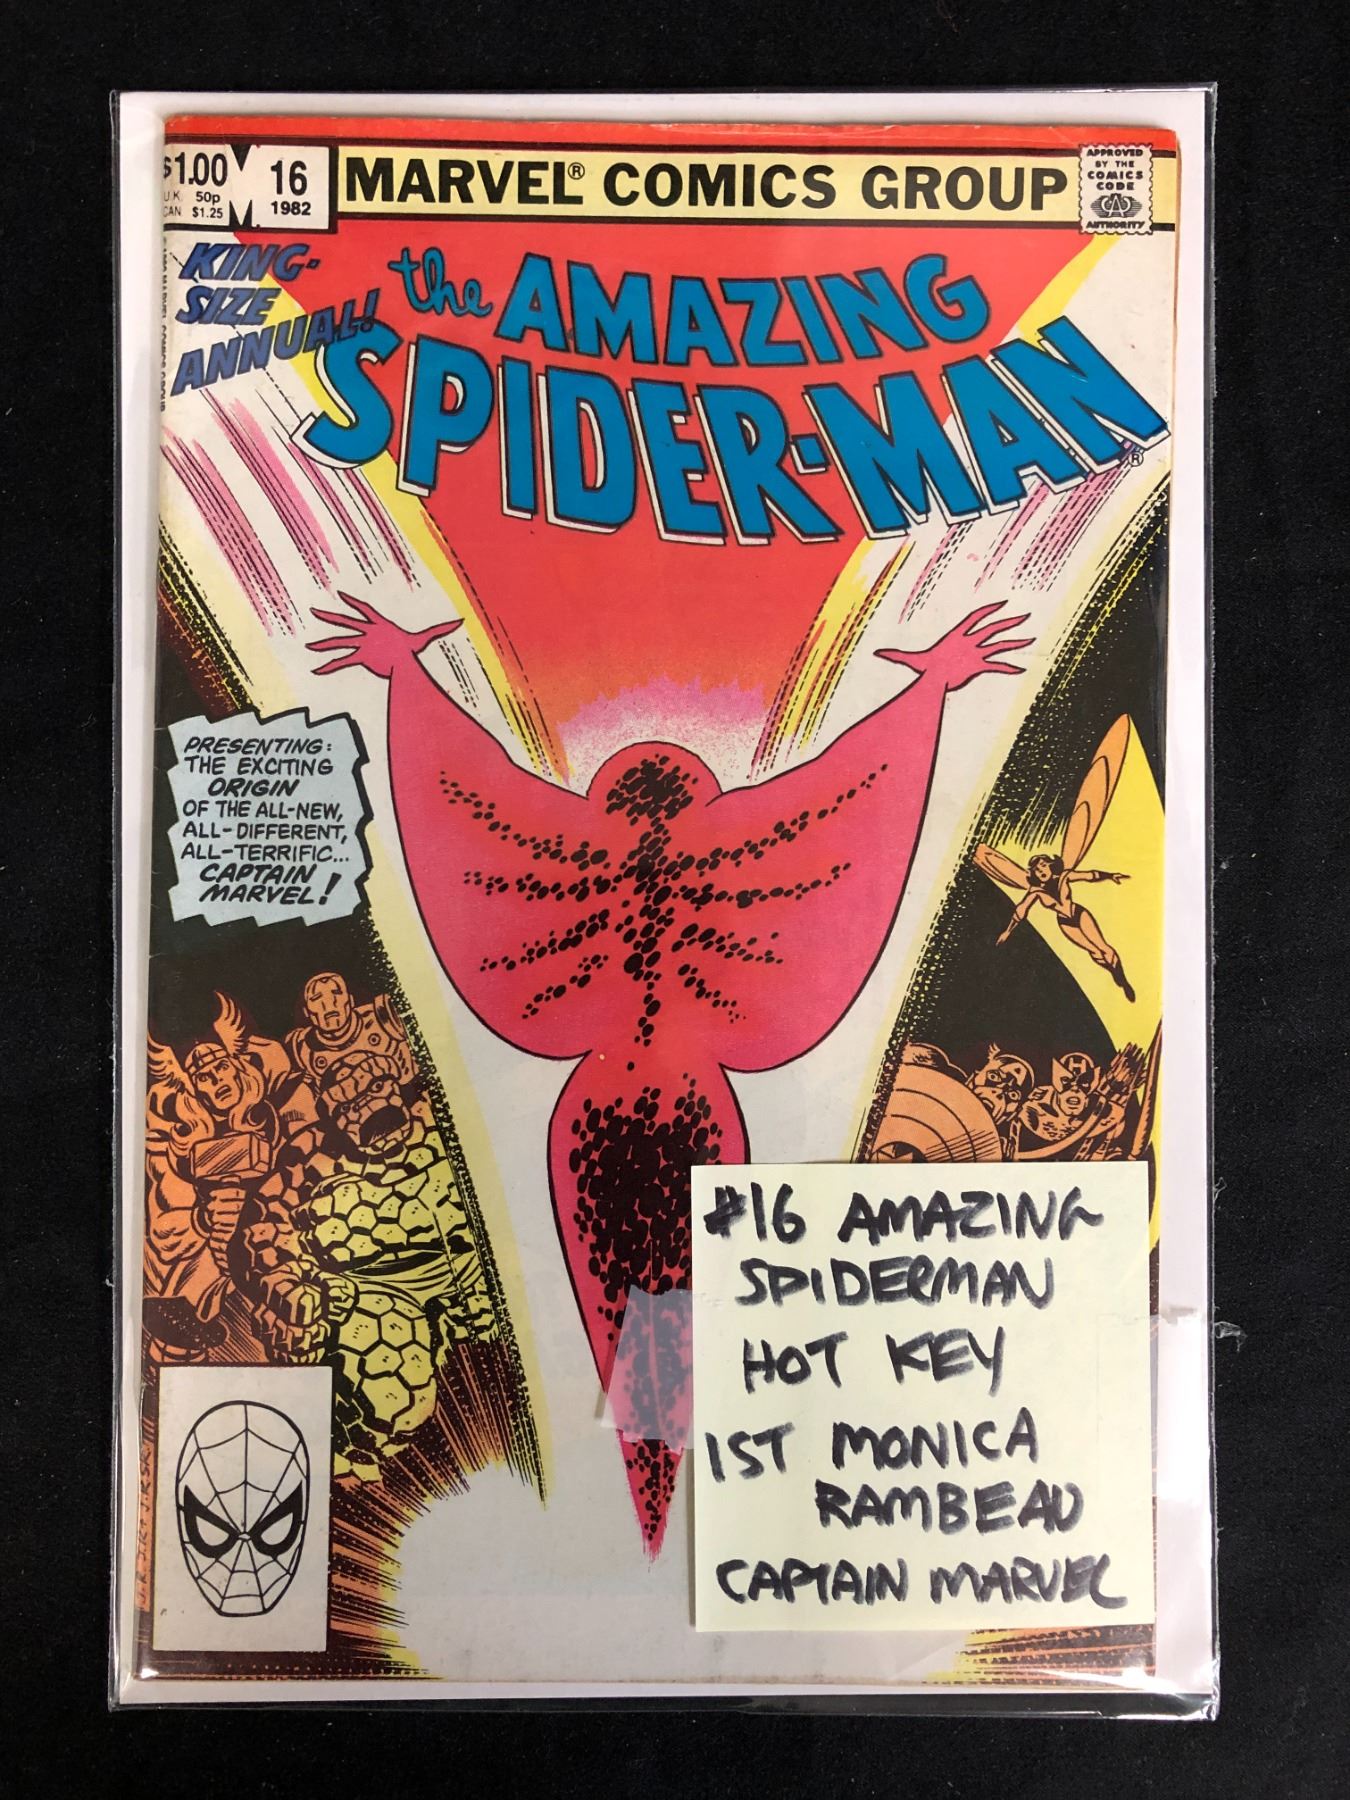 $1.00
U.K. 50p
CAN $1.25
M
16
1982
MARVEL® COMICS GROUP
APPROVED
BY THE
COMICS
CODE
CA
AUTHORITY
KING-
SIZE
ANNUAL!
the AMAZING
SPIDER-MAN®
PRESENTING:
THE EXCITING
ORIGIN
OF THE ALL-NEW,
ALL-DIFFERENT,
ALL-TERRIFIC...
CAPTAIN
MARVEL!
A
H
#16 AMAZING
SPIDERMAN
HOT KEY
1ST MONICA
RAMBEAU
CAPTAIN MARVEL